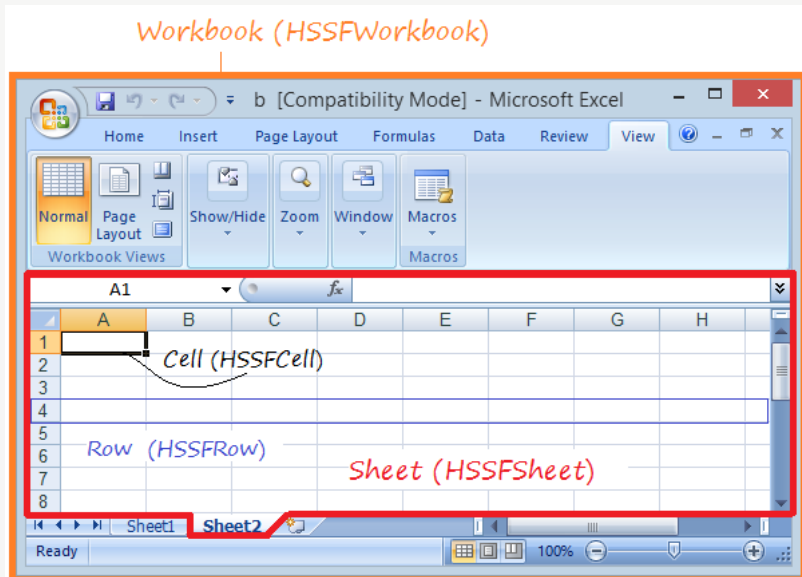 Workbook (HSSFWorkbook)
b [Compatibility Mode] - Microsoft Excel
Home Insert Page Layout Formulas Data Review View
Normal Page Layout Show/Hide Zoom Window Macros
Workbook Views Macros
A1 fx
A B C D E F G H
1
2 Cell (HSSFCell)
3
4
5
6 Row (HSSFRow)
7 Sheet (HSSFSheet)
8
Sheet1 Sheet2
Ready 100%